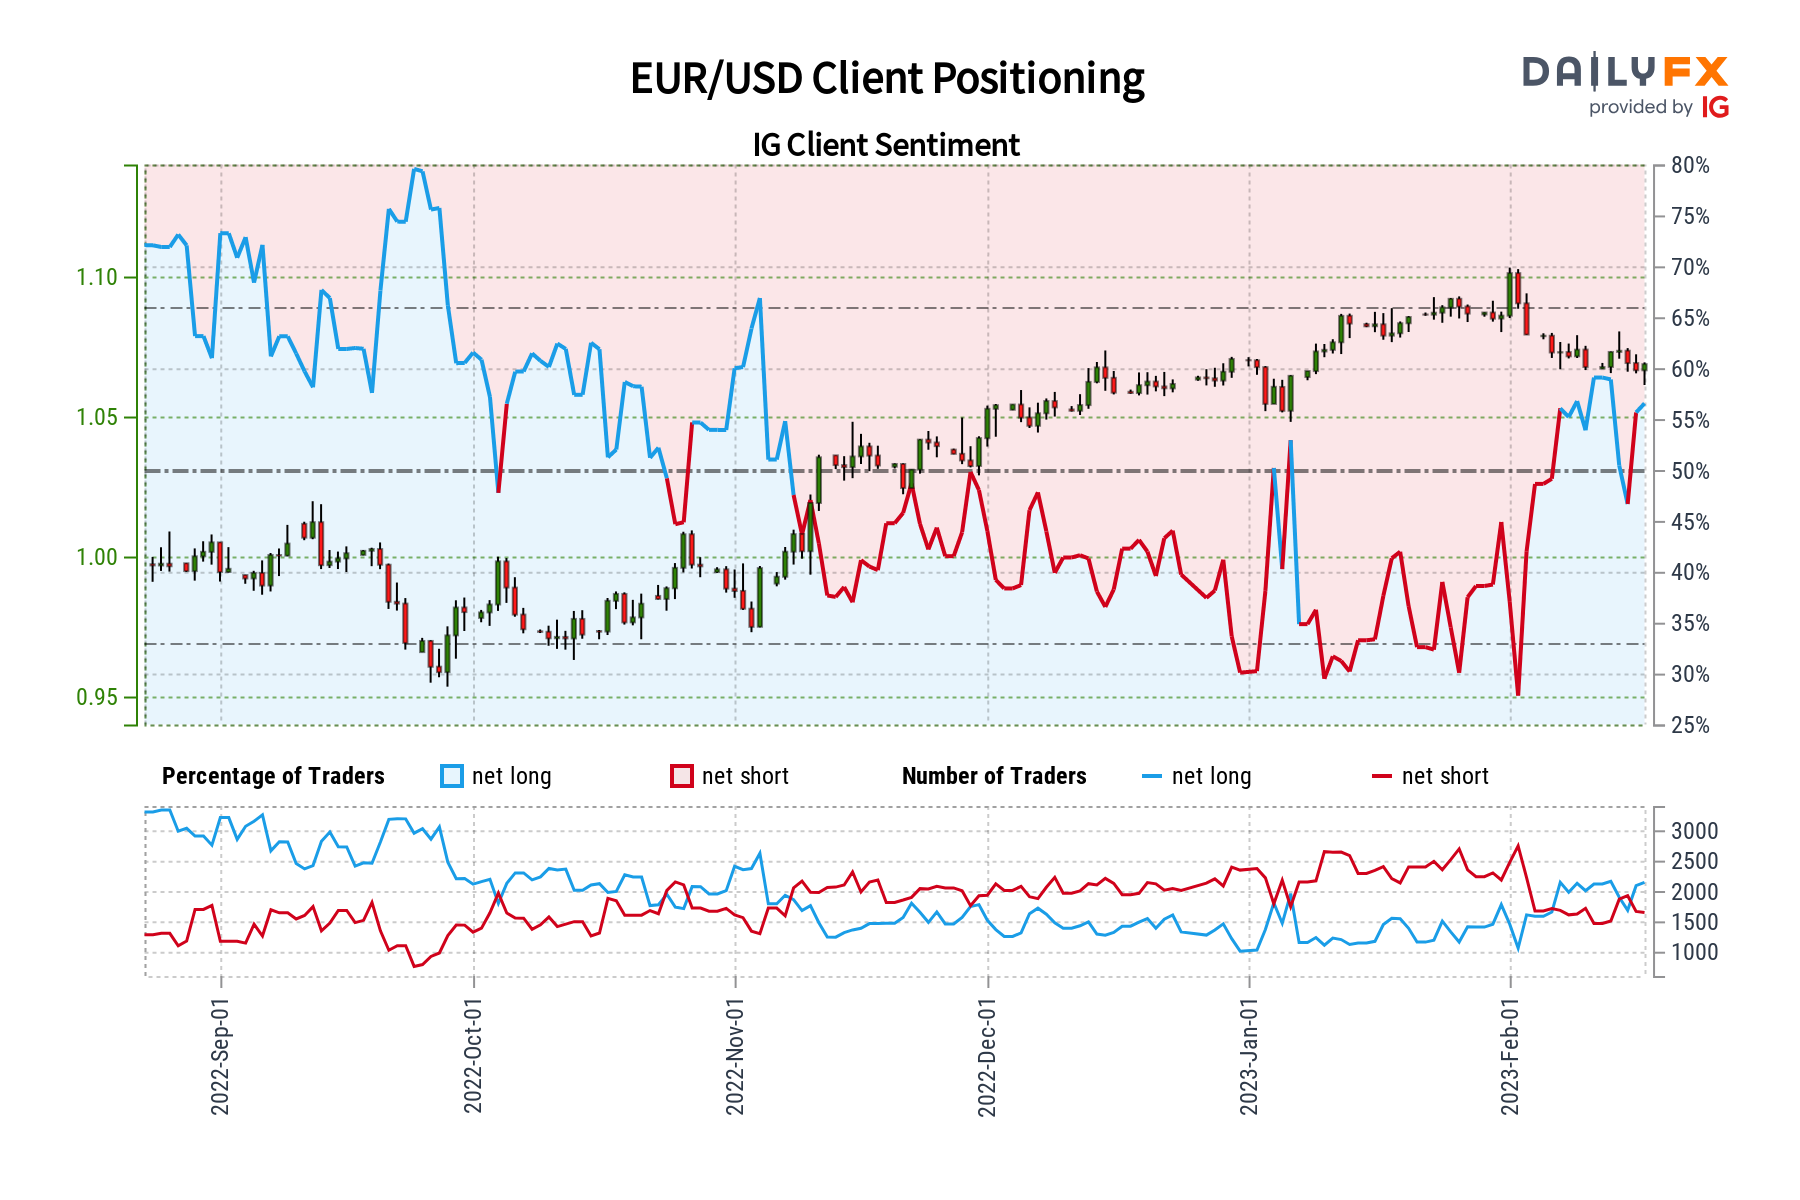 EUR/USD Client Positioning
DAILYFX
provided by IG
IG Client Sentiment
80%
75%
1.10
70%
65%
60%
1.05
55%
50%
45%
1.00
40%
35%
30%
0.95
25%
Percentage of Traders net long net short Number of Traders net long net short
3000
2500
2000
1500
1000
2022-Sep-01
2022-Oct-01
2022-Nov-01
2022-Dec-01
2023-Jan-01
2023-Feb-01